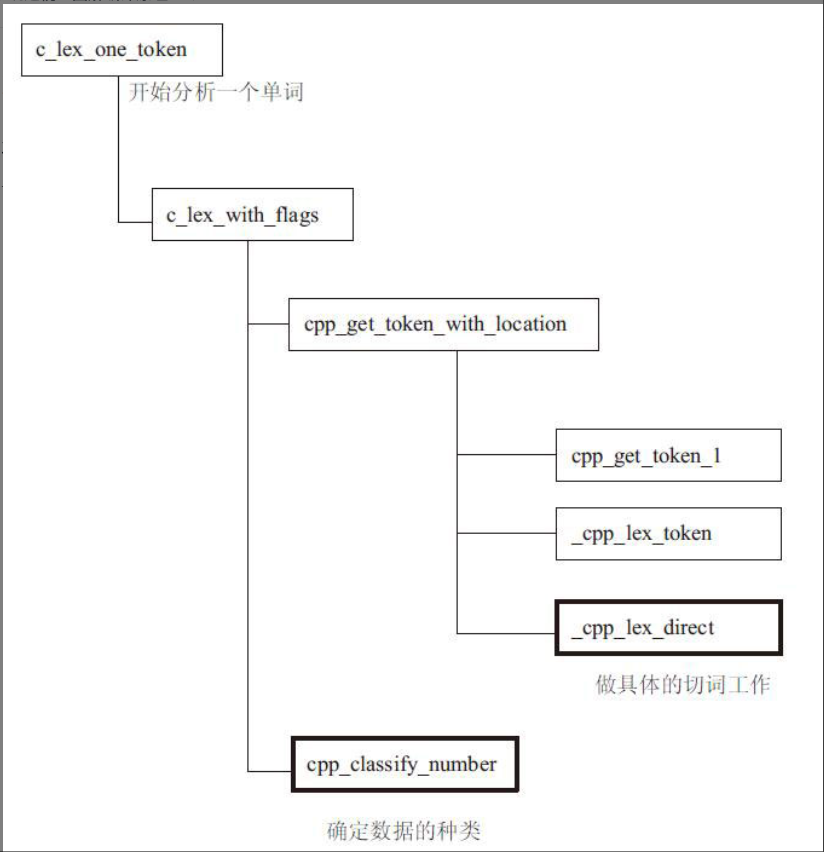 c_lex_one_token
开始分析一个单词
c_lex_with_flags
cpp_get_token_with_location
cpp_get_token_1
_cpp_lex_token
_cpp_lex_direct
做具体的切词工作
cpp_classify_number
确定数据的种类